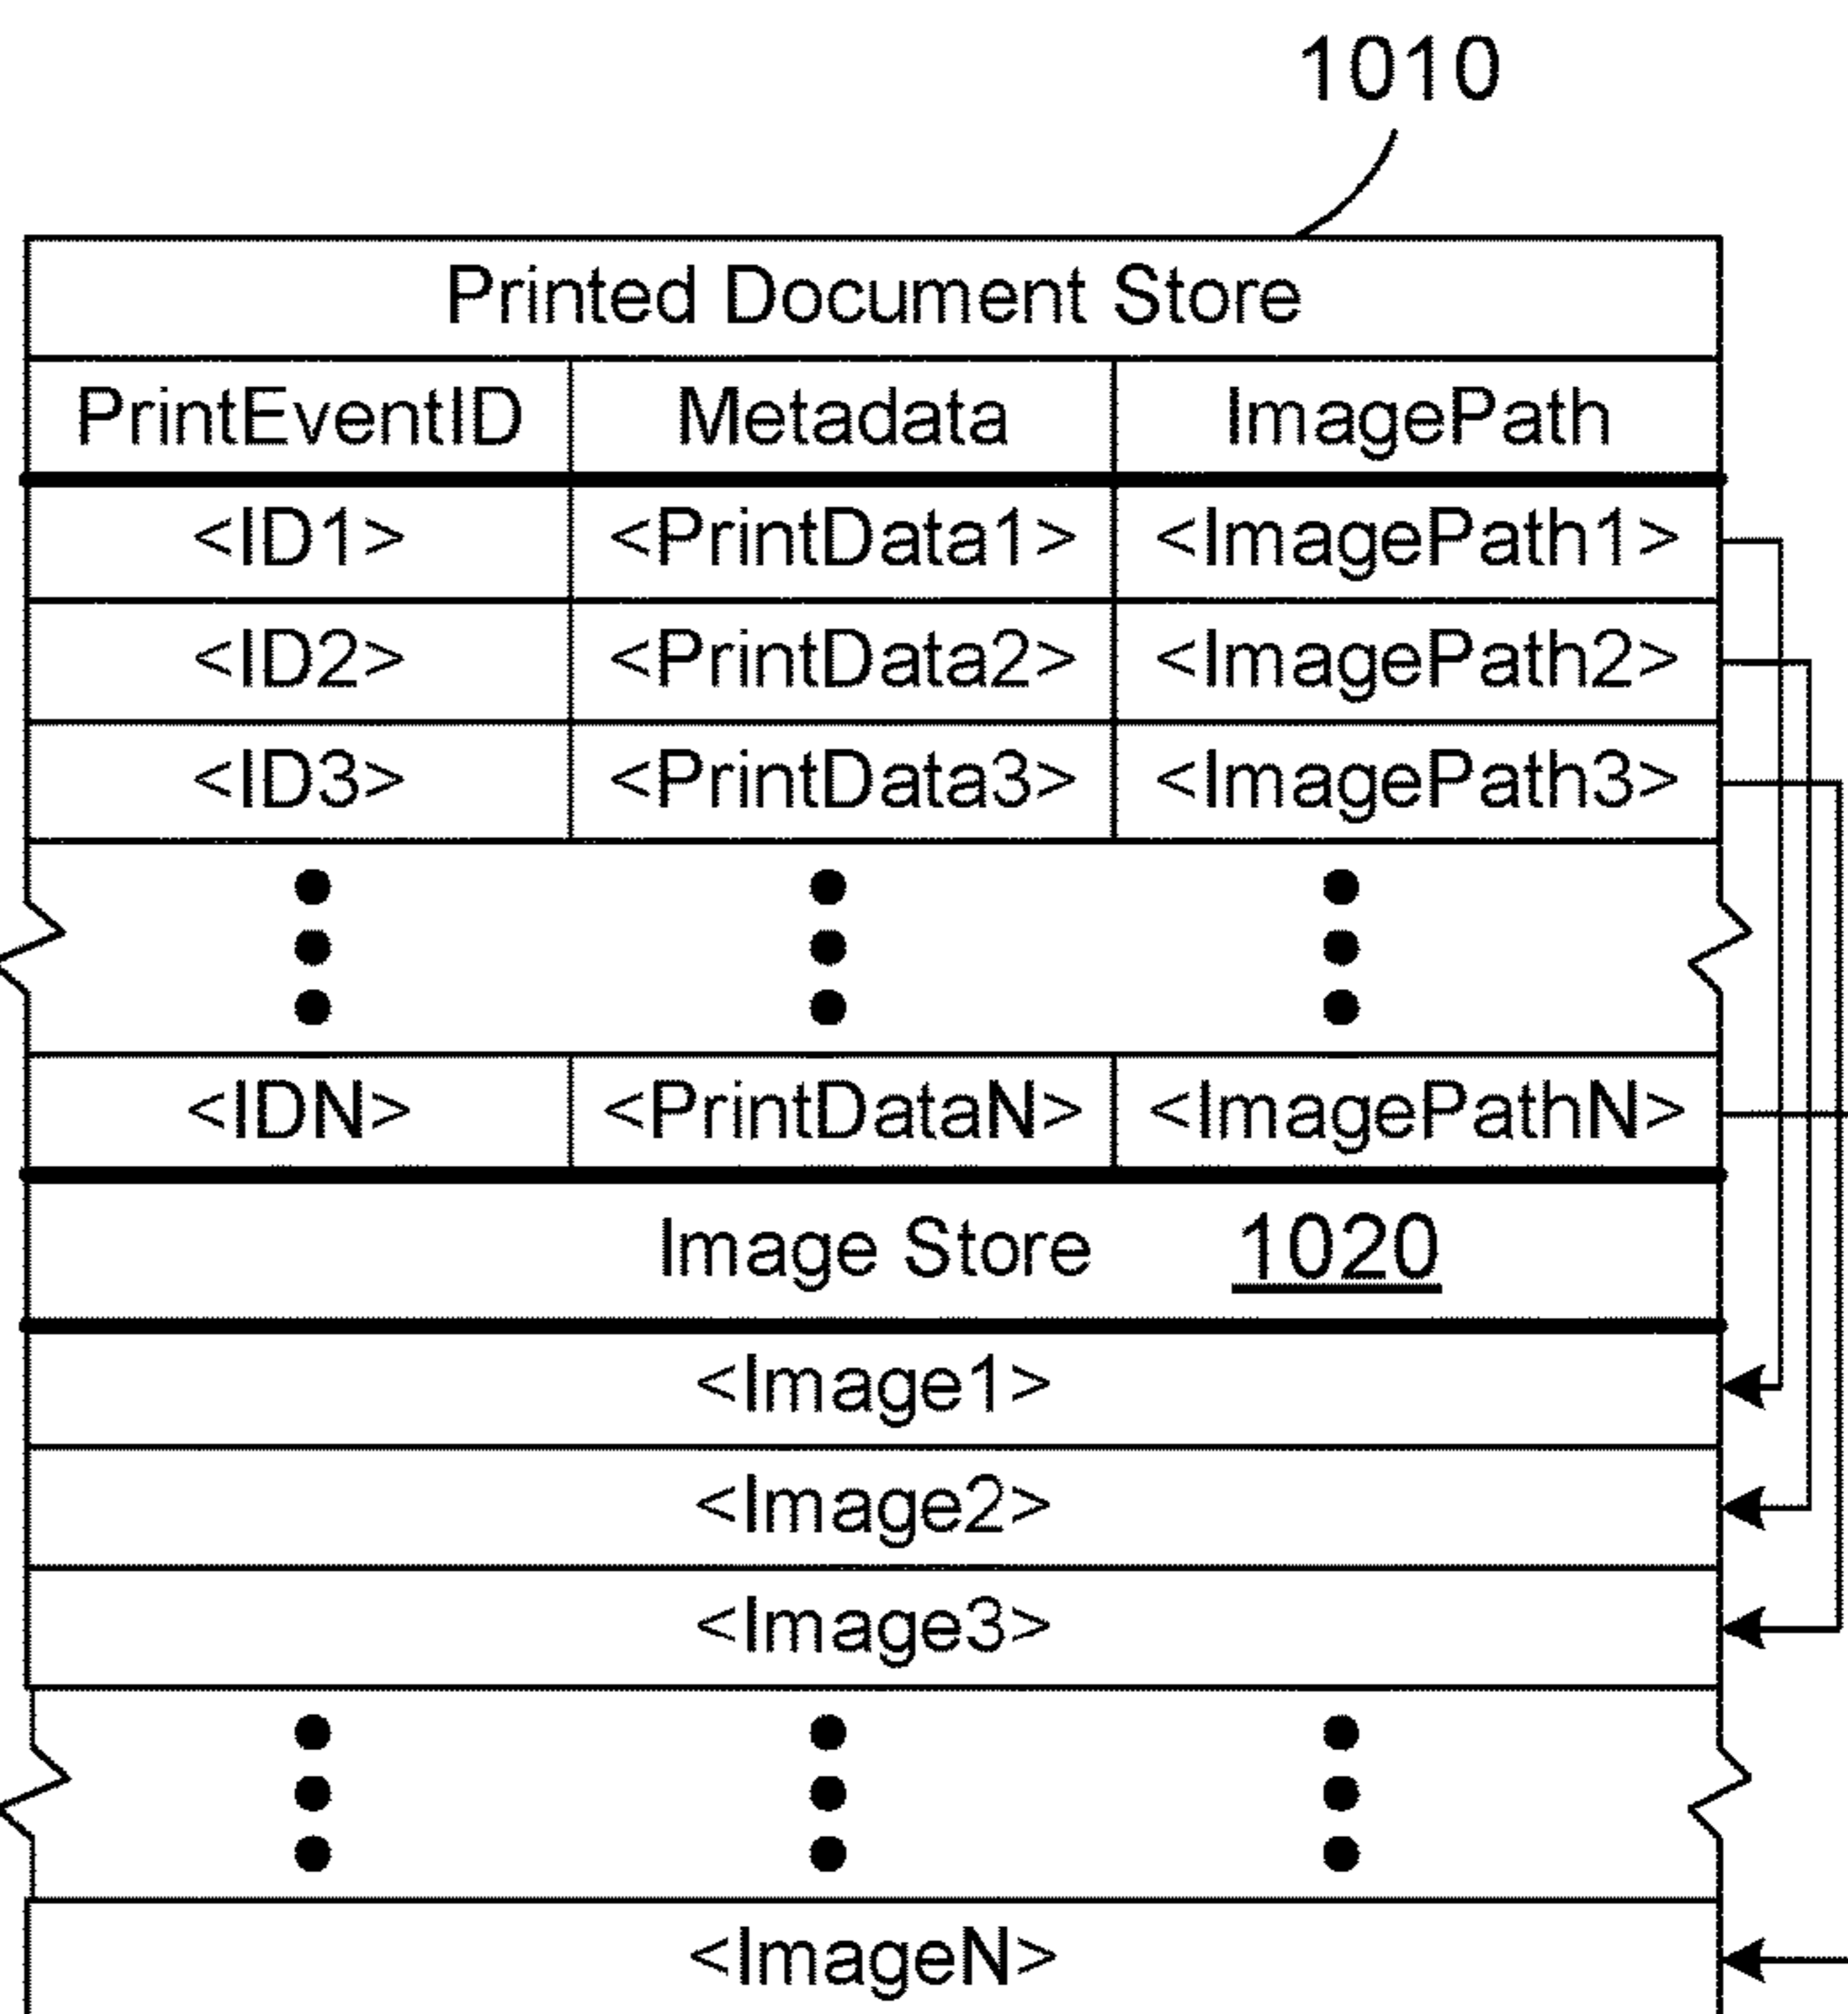 1010
Printed Document Store
PrintEventID Metadata ImagePath
<ID1> <PrintData1> <ImagePath1>
<ID2> <PrintData2> <ImagePath2>
<ID3> <PrintData3> <ImagePath3>
<IDN> <PrintDataN> <ImagePathN>
Image Store 1020
<Image1>
<Image2>
<Image3>
<ImageN>